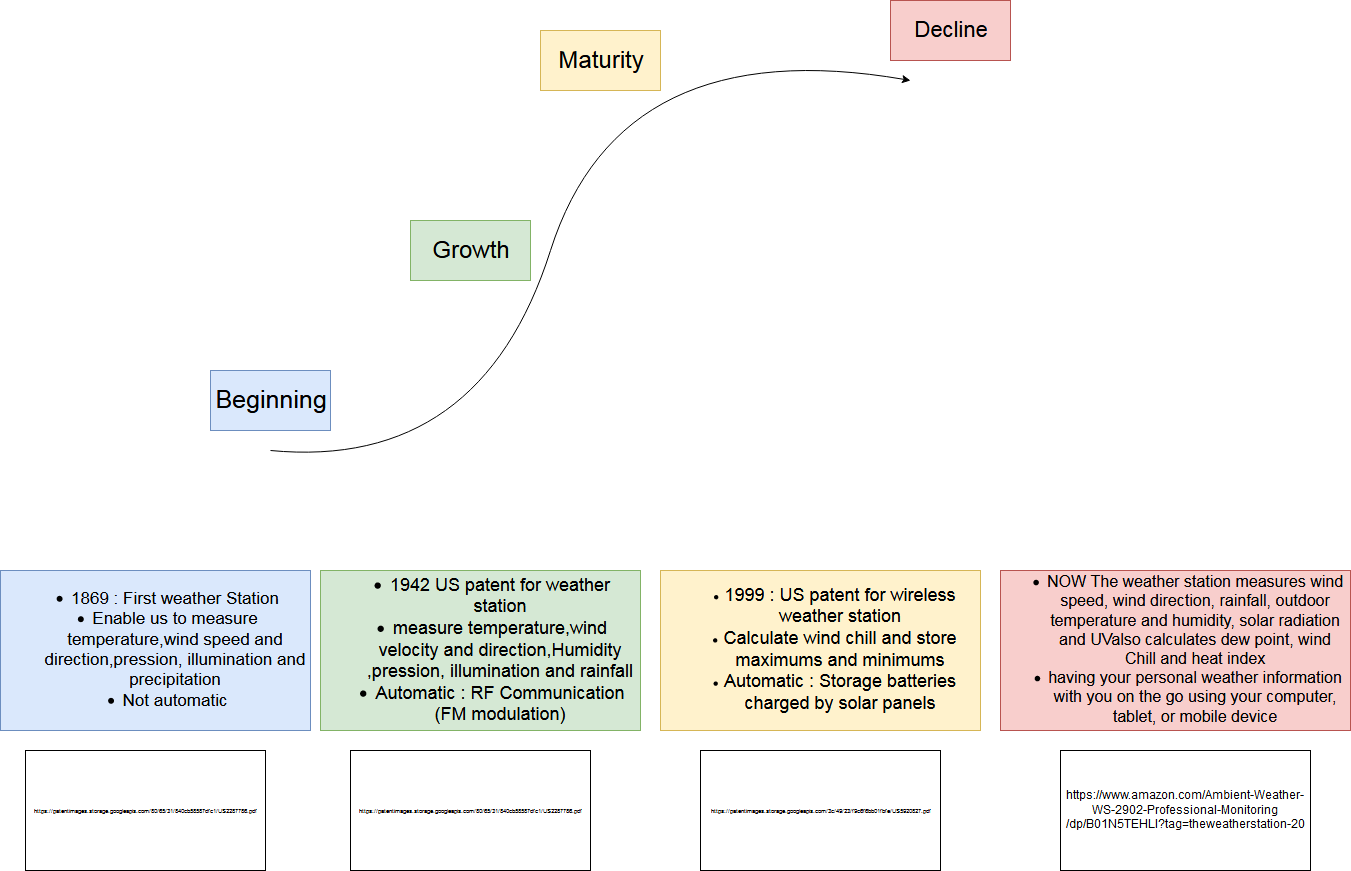 Decline
Maturity
Growth
Beginning
• 1869 : First weather Station
• Enable us to measure
temperature,wind speed and
direction,pression, illumination and
precipitation
• Not automatic
• 1942 US patent for weather
station
• measure temperature,wind
velocity and direction,Humidity
,pression, illumination and rainfall
• Automatic : RF Communication
(FM modulation)
• 1999 : US patent for wireless
weather station
• Calculate wind chill and store
maximums and minimums
• Automatic : Storage batteries
charged by solar panels
• NOW The weather station measures wind
speed, wind direction, rainfall, outdoor
temperature and humidity, solar radiation
and UValso calculates dew point, wind
Chill and heat index
• having your personal weather information
with you on the go using your computer,
tablet, or mobile device
https://www.amazon.com/Ambient-Weather-
WS-2902-Professional-Monitoring
/dp/B01N5TEHLI?tag=theweatherstation-20